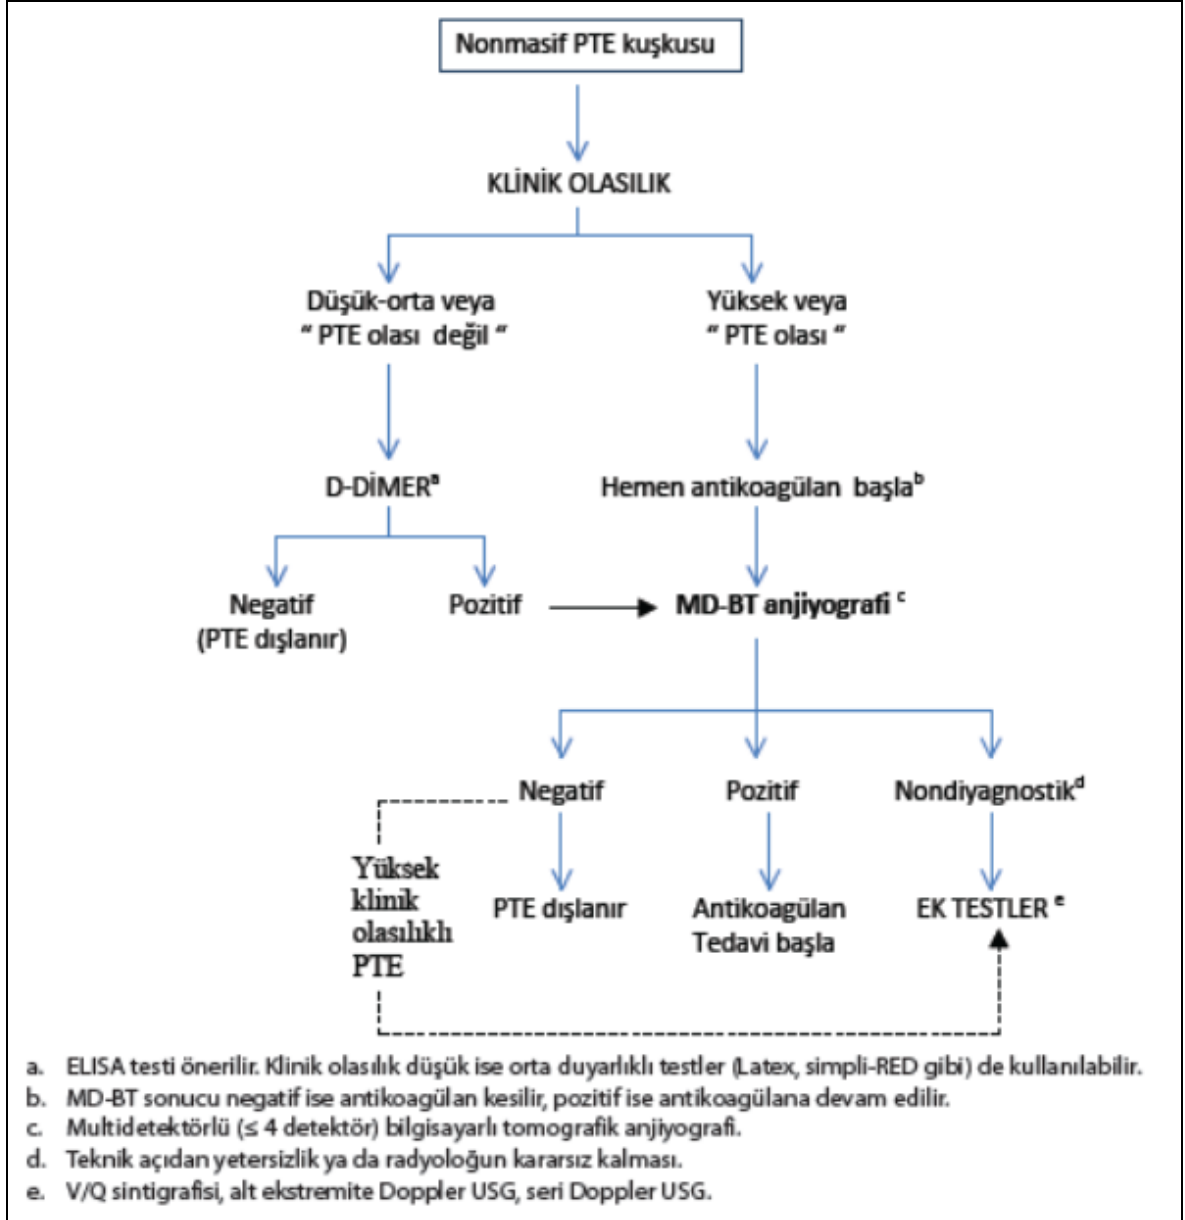 Nonmasif PTE kuşkusu
KLİNİK OLASILIK
Düşük-orta veya
“ PTE olası değil “
Yüksek veya
“ PTE olası “
D-DİMERᵃ
Hemen antikoagülan başlaᵇ
Negatif
(PTE dışlanır)
Pozitif
MD-BT anjiyografi ᶜ
Negatif
Pozitif
Nondiyagnostikᵈ
Yüksek
klinik
olasılıklı
PTE
PTE dışlanır
Antikoagülan
Tedavi başla
EK TESTLER ᵉ
a. ELISA testi önerilir. Klinik olasılık düşük ise orta duyarlıklı testler (Latex, simpli-RED gibi) de kullanılabilir.
b. MD-BT sonucu negatif ise antikoagülan kesilir, pozitif ise antikoagülana devam edilir.
c. Multidetektörlü (≤ 4 detektör) bilgisayarlı tomografik anjiyografi.
d. Teknik açıdan yetersizlik ya da radyoloğun kararsız kalması.
e. V/Q sintigrafisi, alt ekstremite Doppler USG, seri Doppler USG.